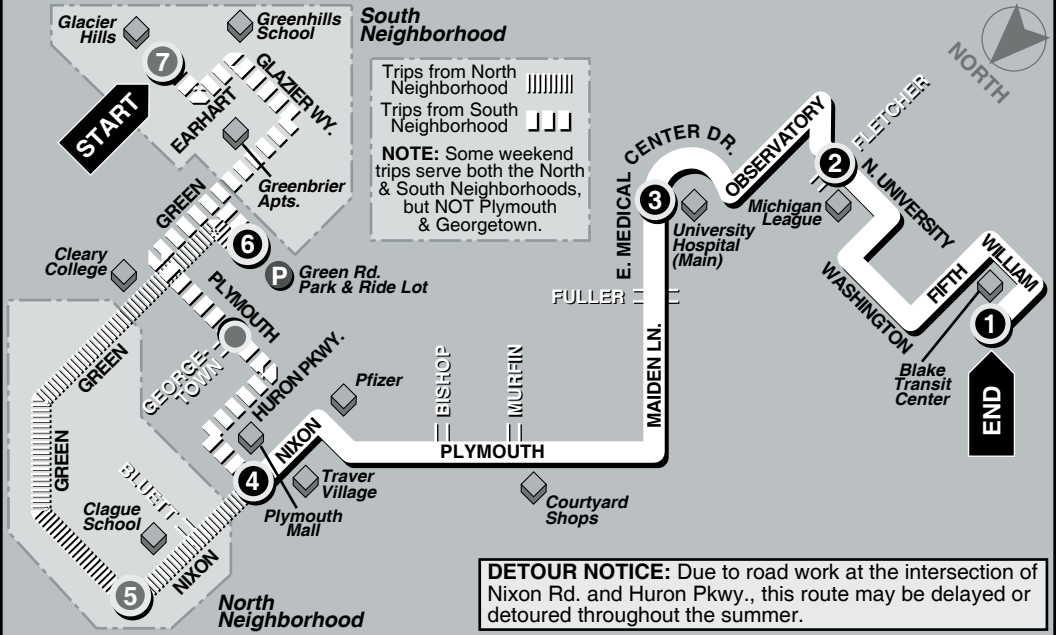 South
Neighborhood
Glacier
Hills
Greenhills
School
7
START
EARHART
GLAZIER WY.
Greenbrier
Apts.
Trips from North
Neighborhood
Trips from South
Neighborhood
NOTE: Some weekend
trips serve both the North
& South Neighborhoods,
but NOT Plymouth
& Georgetown.
NORTH
GREEN
6
P
Green Rd.
Park & Ride Lot
Cleary
College
PLYMOUTH
GEORGE-
TOWN
HURON PKWY.
GREEN
GREEN
BLUETT
Clague
School
NIXON
5
North
Neighborhood
4
Plymouth
Mall
NIXON
Traver
Village
Pfizer
BISHOP
MURFIN
PLYMOUTH
Courtyard
Shops
MAIDEN LN.
FULLER
3
E. MEDICAL CENTER DR.
University
Hospital
(Main)
OBSERVATORY
FLETCHER
2
Michigan
League
N. UNIVERSITY
WASHINGTON
FIFTH
WILLIAM
1
Blake
Transit
Center
END
DETOUR NOTICE: Due to road work at the intersection of
Nixon Rd. and Huron Pkwy., this route may be delayed or
detoured throughout the summer.